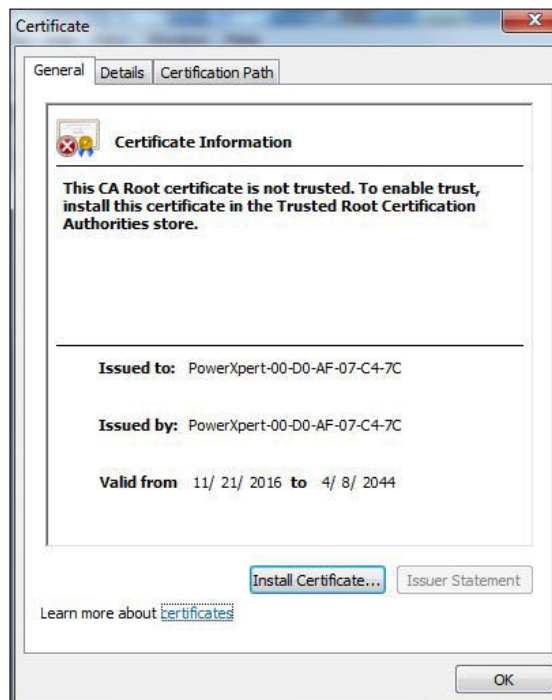 Certificate
General Details Certification Path
Certificate Information
This CA Root certificate is not trusted. To enable trust,
install this certificate in the Trusted Root Certification
Authorities store.
Issued to: PowerXpert-00-D0-AF-07-C4-7C
Issued by: PowerXpert-00-D0-AF-07-C4-7C
Valid from 11/ 21/ 2016 to 4/ 8/ 2044
Install Certificate... Issuer Statement
Learn more about certificates
OK